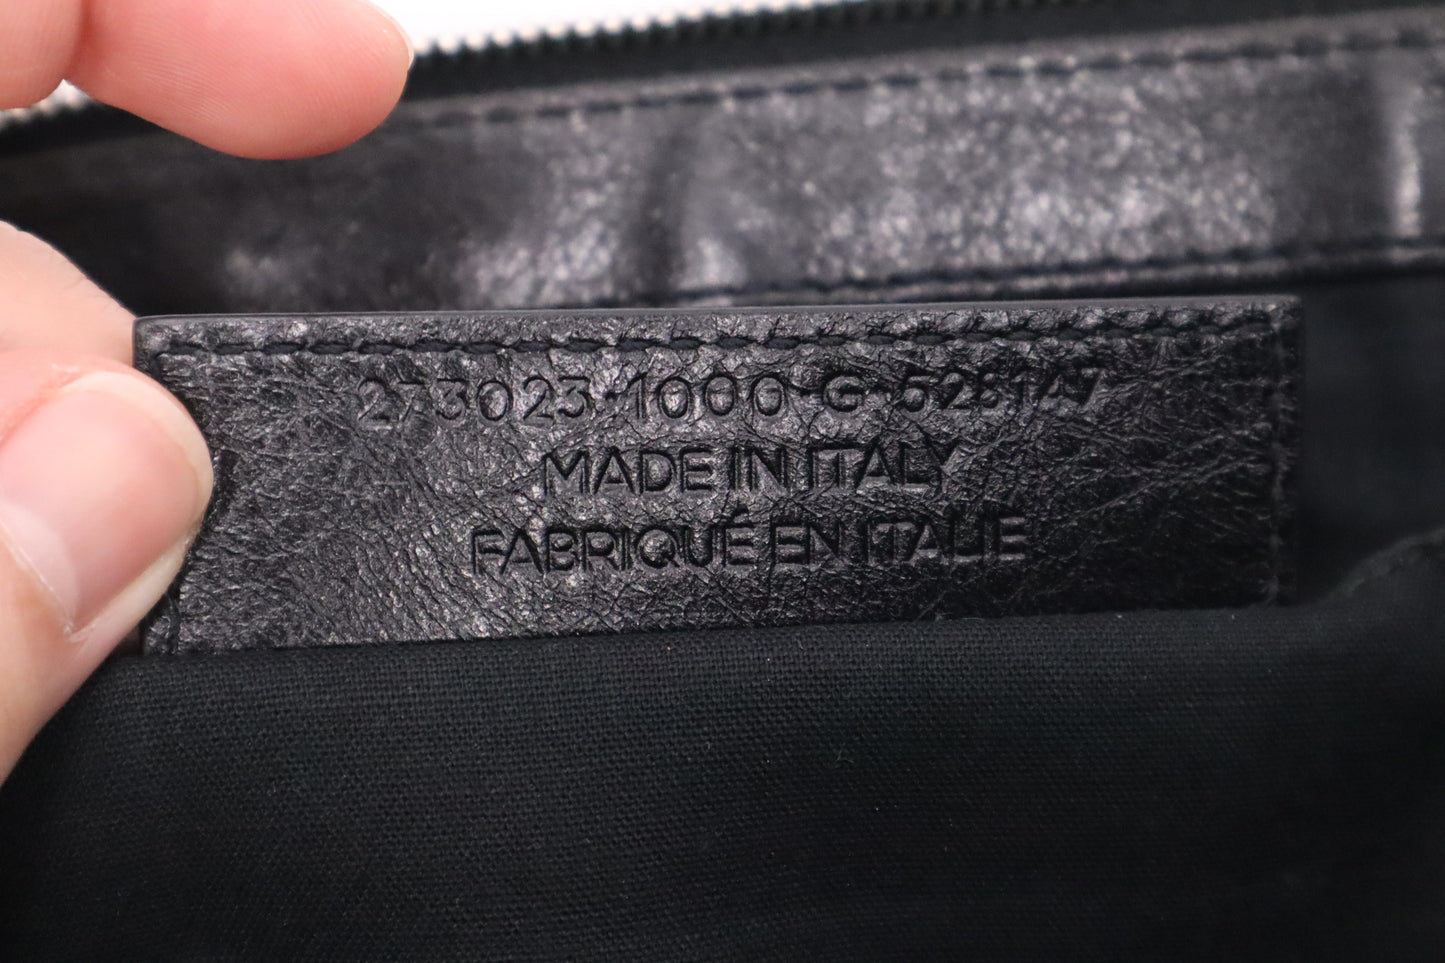 273023·1000·G·528147
MADE IN ITALY
FABRIQUÉ EN ITALIE